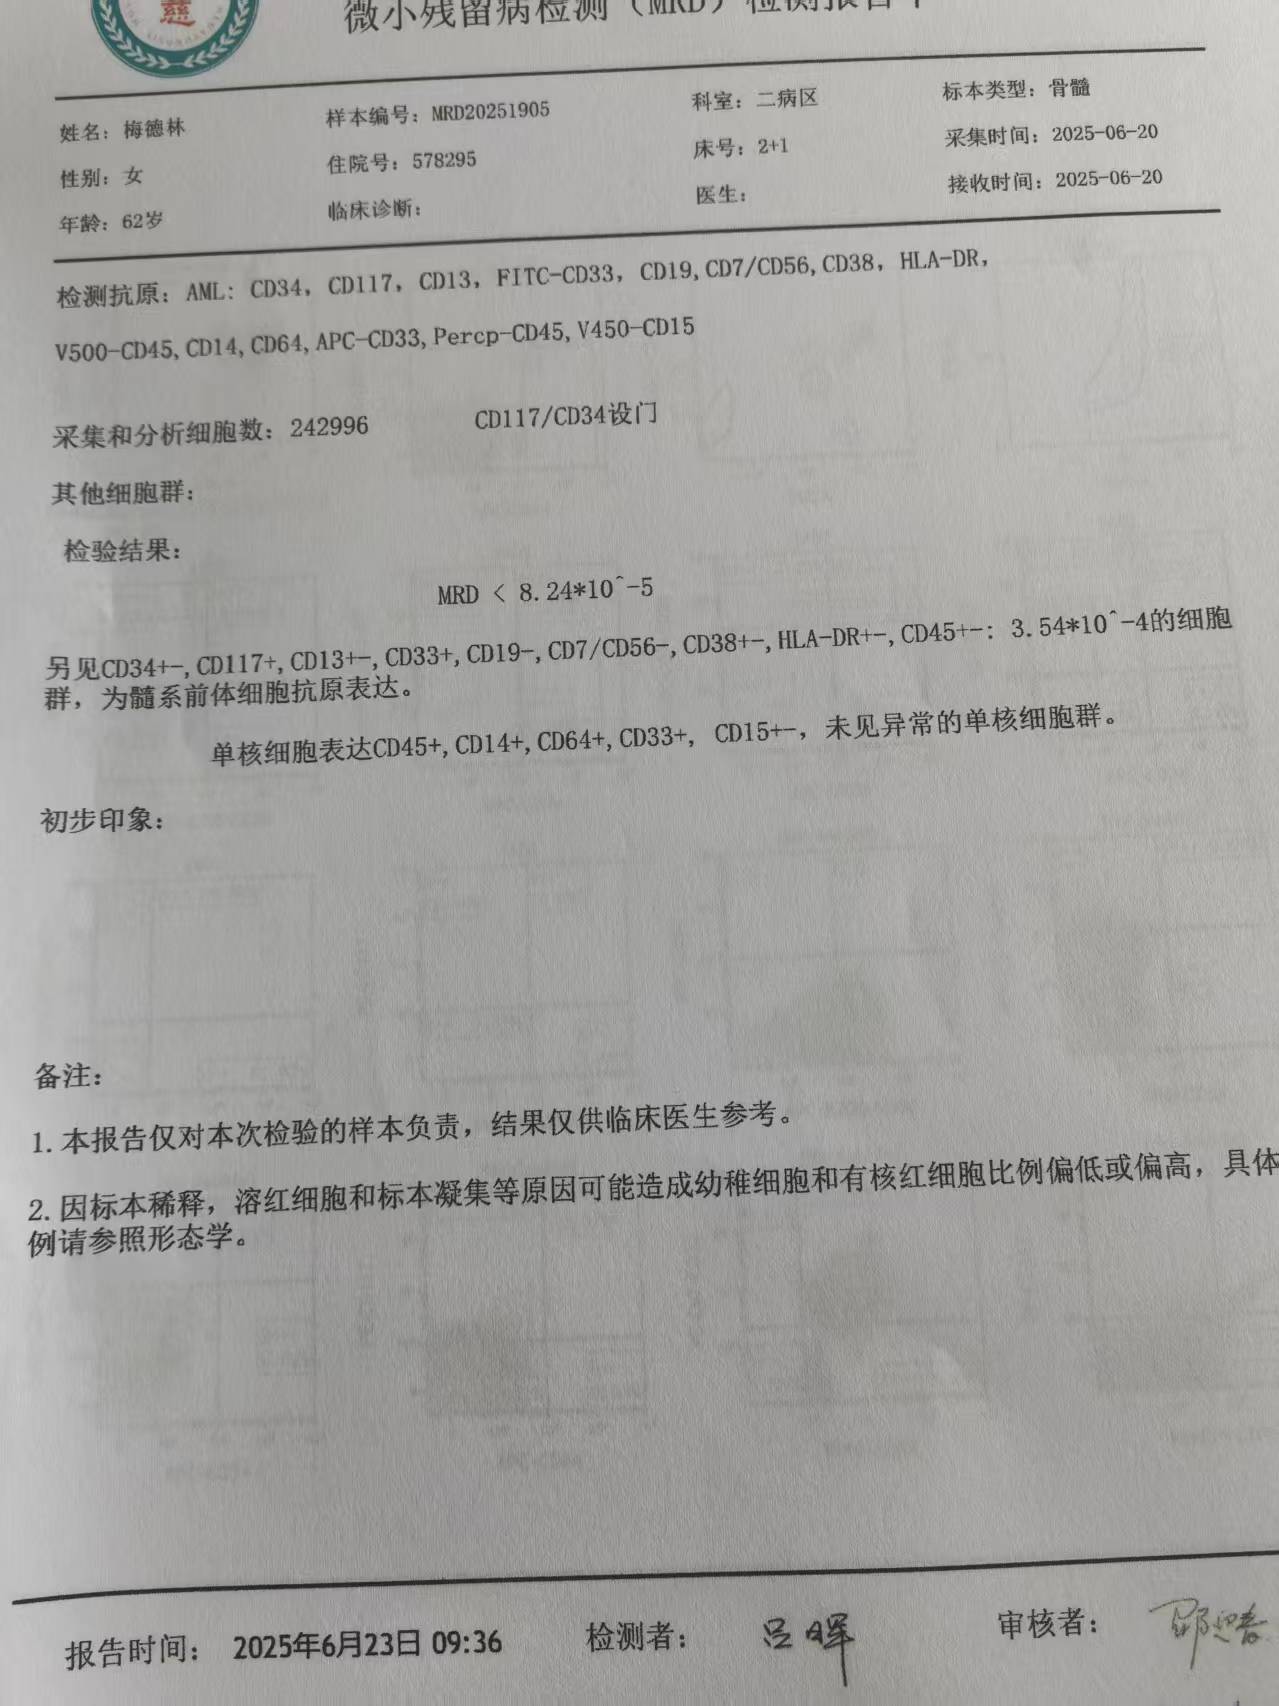 慈
微小残留病检测（MRD）检测报告单
姓名：梅德林 样本编号：MRD20251905 科室：二病区 标本类型：骨髓
性别：女 住院号：578295 床号：2+1 采集时间：2025-06-20
年龄：62岁 临床诊断： 医生： 接收时间：2025-06-20
检测抗原：AML: CD34, CD117, CD13, FITC-CD33, CD19,CD7/CD56,CD38, HLA-DR,
V500-CD45,CD14,CD64,APC-CD33,Percp-CD45,V450-CD15
采集和分析细胞数：242996 CD117/CD34设门
其他细胞群：
检验结果：
MRD < 8.24*10^-5
另见CD34+-,CD117+,CD13+-,CD33+,CD19-,CD7/CD56-,CD38+-,HLA-DR+-,CD45+-: 3.54*10^-4的细胞
群，为髓系前体细胞抗原表达。
单核细胞表达CD45+,CD14+,CD64+,CD33+, CD15+-，未见异常的单核细胞群。
初步印象：
备注：
1.本报告仅对本次检验的样本负责，结果仅供临床医生参考。
2.因标本稀释，溶红细胞和标本凝集等原因可能造成幼稚细胞和有核红细胞比例偏低或偏高，具体
例请参照形态学。
报告时间： 2025年6月23日 09:36 检测者： 吕晖 审核者：